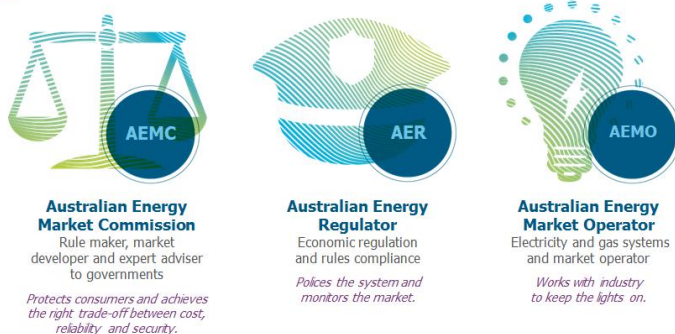 AEMC
Australian Energy
Market Commission
Rule maker, market
developer and expert adviser
to governments
Protects consumers and achieves
the right trade-off between cost,
reliability and security.
AER
Australian Energy
Regulator
Economic regulation
and rules compliance
Polices the system and
monitors the market.
AEMO
Australian Energy
Market Operator
Electricity and gas systems
and market operator
Works with industry
to keep the lights on.